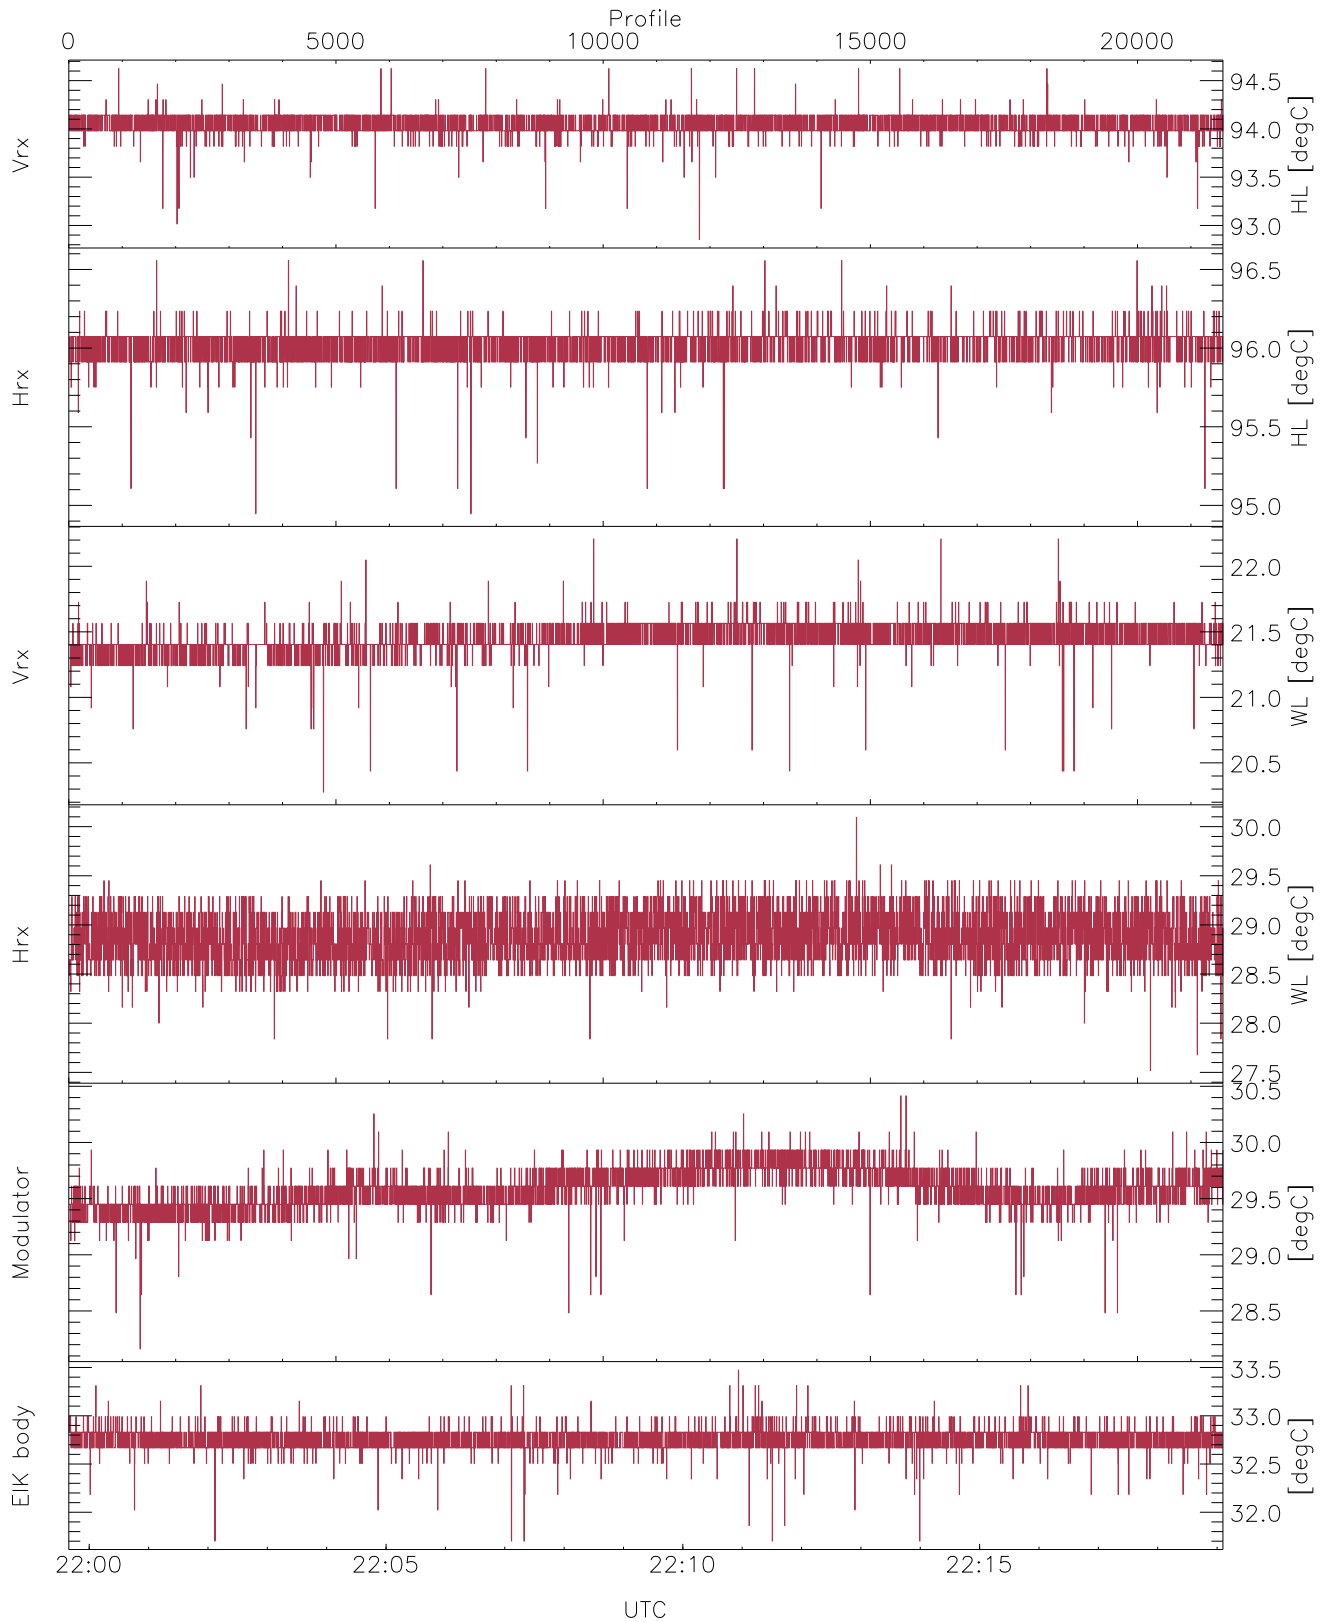 Profile
0 5000 10000 15000 20000
Vrx
94.5
94.0
93.5
93.0
HL [degC]
Hrx
96.5
96.0
95.5
95.0
HL [degC]
Vrx
22.0
21.5
21.0
20.5
WL [degC]
Hrx
30.0
29.5
29.0
28.5
28.0
27.5
WL [degC]
Modulator
30.5
30.0
29.5
29.0
28.5
[degC]
EIK body
33.5
33.0
32.5
32.0
[degC]
22:00 22:05 22:10 22:15
UTC